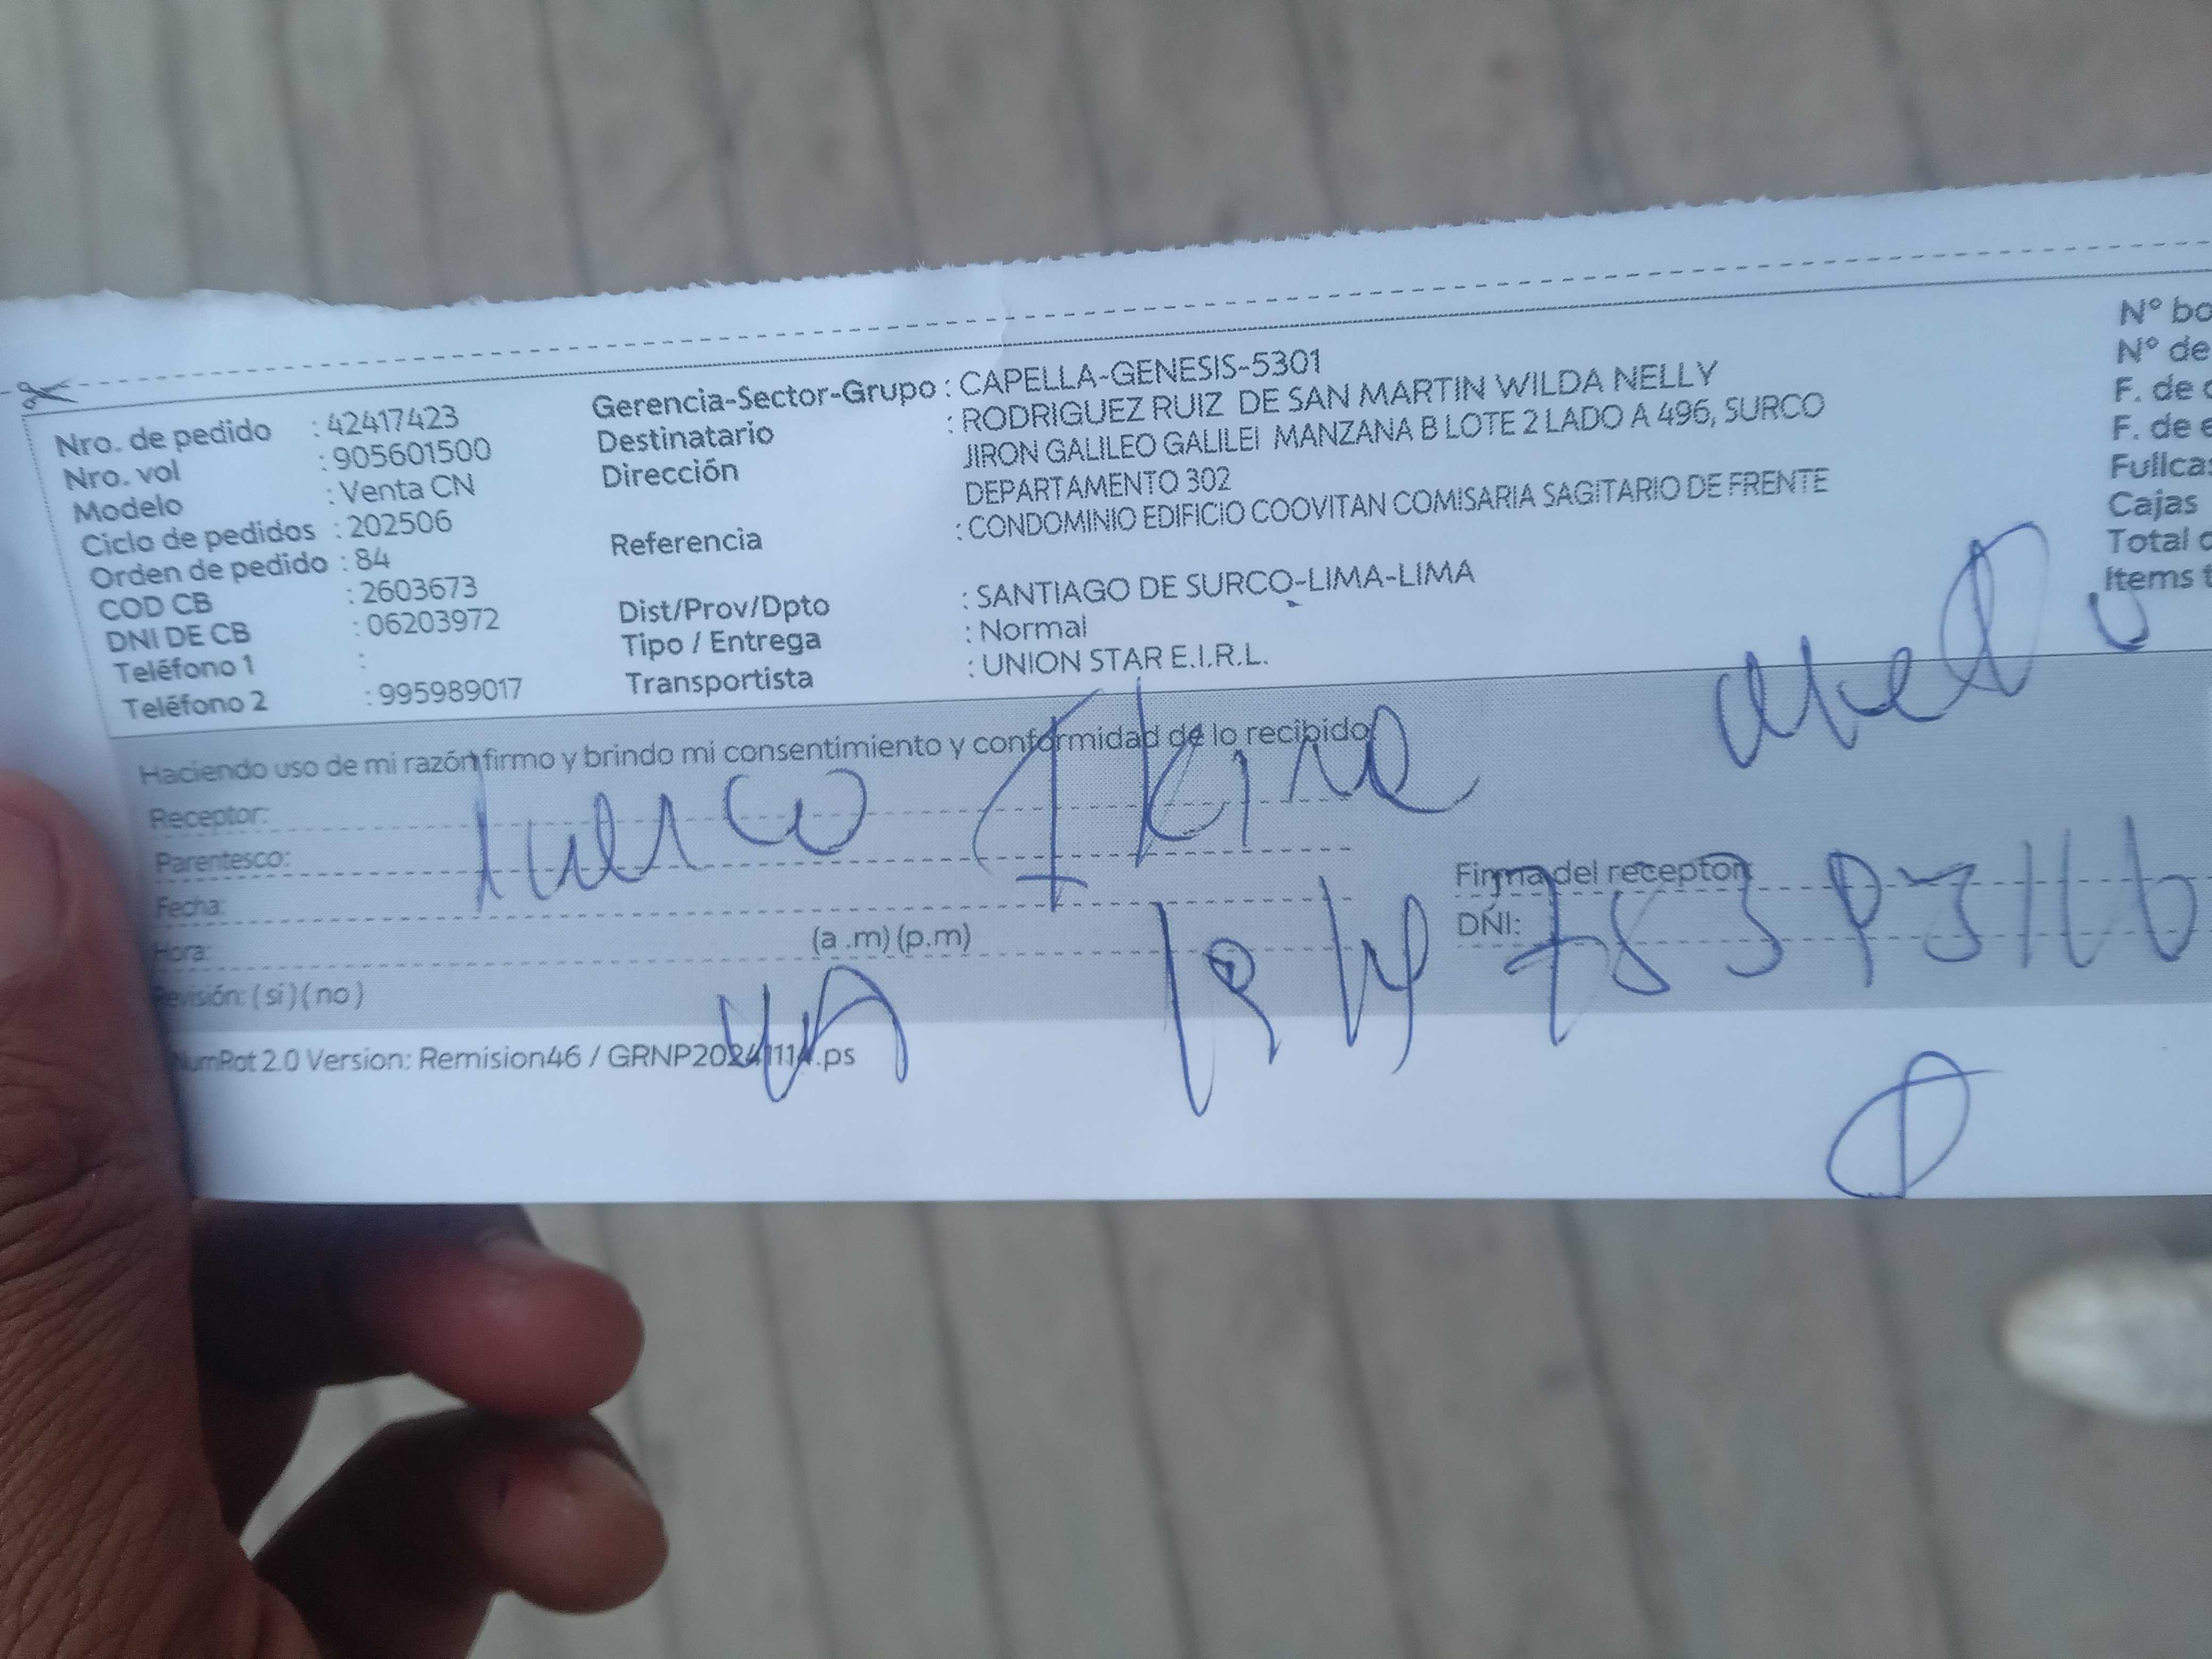 Nro. de pedido : 42417423
Nro. vol : 905601500
Modelo : Venta CN
Ciclo de pedidos : 202506
Orden de pedido : 84
COD CB : 2603673
DNI DE CB : 06203972
Teléfono 1 :
Teléfono 2 : 995989017
Gerencia-Sector-Grupo : CAPELLA-GENESIS-5301
Destinatario : RODRIGUEZ RUIZ DE SAN MARTIN WILDA NELLY
Dirección JIRON GALILEO GALILEI MANZANA B LOTE 2 LADO A 496, SURCO
DEPARTAMENTO 302
Referencia : CONDOMINIO EDIFICIO COOVITAN COMISARIA SAGITARIO DE FRENTE
Dist/Prov/Dpto : SANTIAGO DE SURCO-LIMA-LIMA
Tipo / Entrega : Normal
Transportista : UNION STAR E.I.R.L.
N°
N° de
F. de
F. de
Cajas
Total
Items
Haciendo uso de mi razón firmo y brindo mi consentimiento y conformidad de lo recibido
Receptor:
Parentesco:
Fecha:
Hora: (a .m) (p.m)
Revisión: ( si ) ( no )
Firma del receptor:
DNI:
NumRot 2.0 Version: Remision46 / GRNP20241114.ps